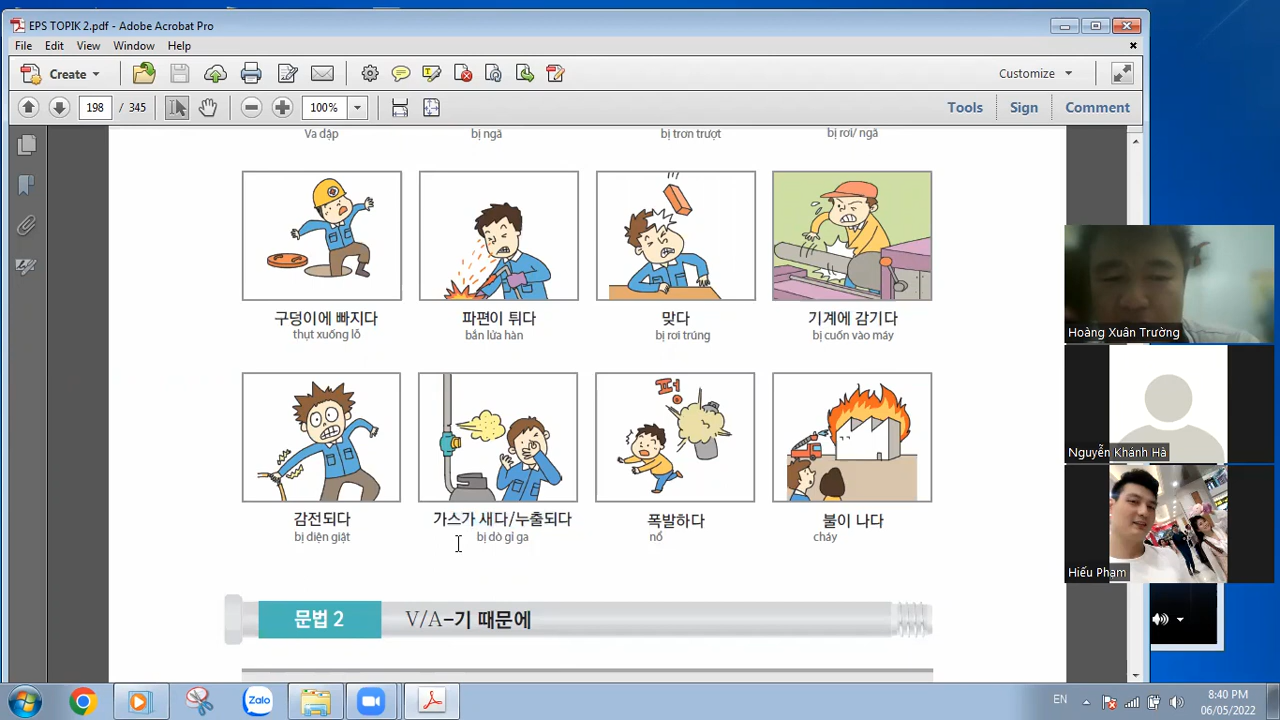 EPS TOPIK 2.pdf - Adobe Acrobat Pro
File Edit View Window Help
Create
Customize
198 / 345
100%
Tools Sign Comment
Va dập bị ngã bị trơn trượt bị rơi/ ngã
구덩이에 빠지다 파편이 튀다 맞다 기계에 감기다
thụt xuống lỗ bắn lửa hàn bị rơi trúng bị cuốn vào máy
펑
감전되다 가스가 새다/누출되다 폭발하다 불이 나다
bị điện giật bị dò gỉ ga nổ cháy
문법 2 V/A-기 때문에
Hoàng Xuân Trường
Nguyễn Khánh Hà
Hiếu Phạm
Zalo
EN
8:40 PM
06/05/2022